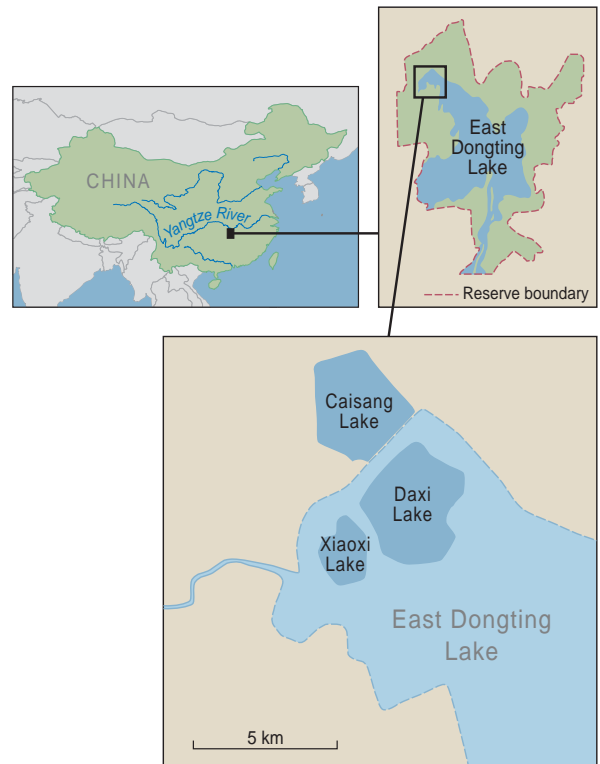 CHINA
Yangtze River
East
Dongting
Lake
Reserve boundary
Caisang
Lake
Daxi
Lake
Xiaoxi
Lake
East Dongting
Lake
5 km